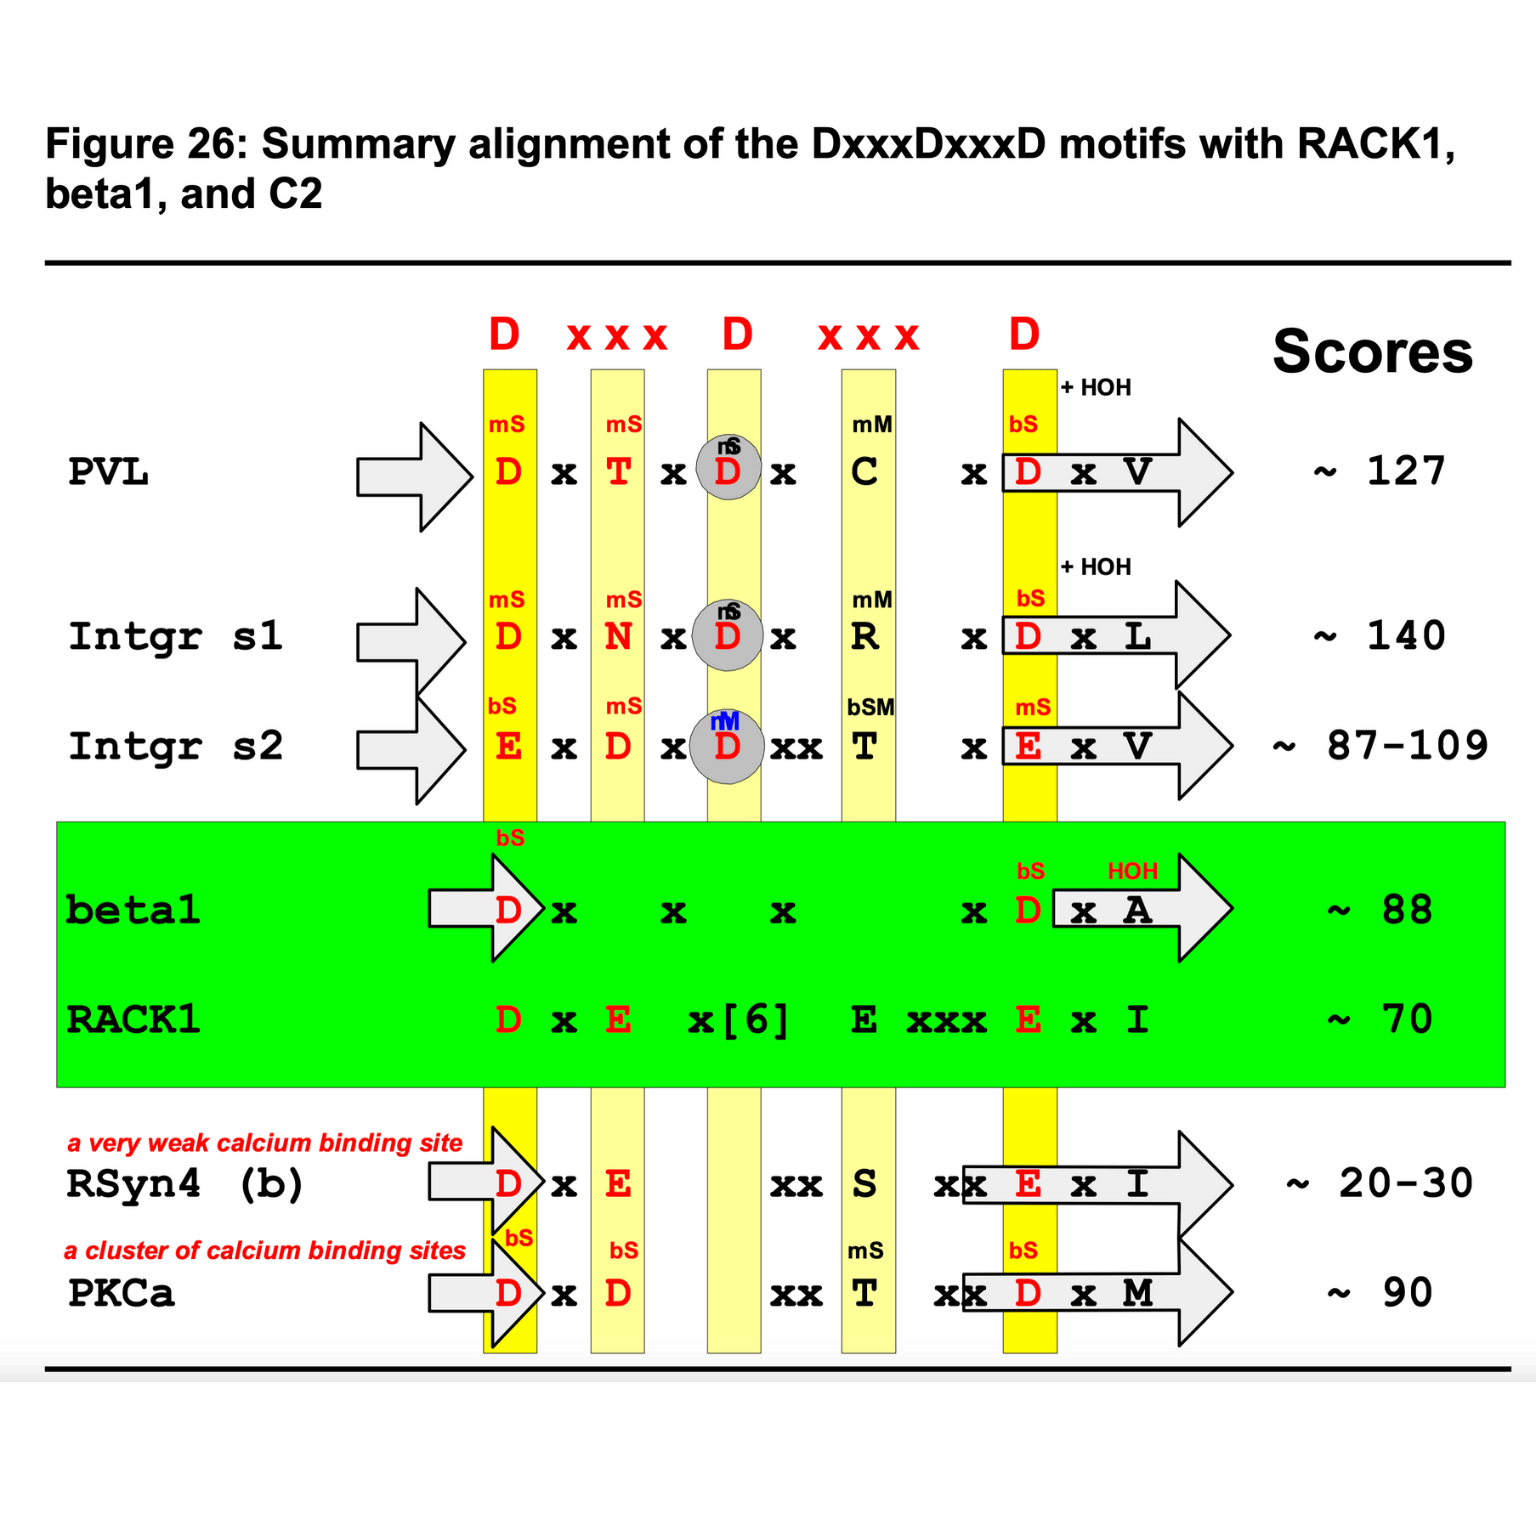 Figure 26: Summary alignment of the DxxxDxxxD motifs with RACK1,
beta1, and C2
D x x x D x x x D Scores
+ HOH
mS mS mS mM bS
PVL D x T x D x C x D x V ~ 127
+ HOH
mS mS mS mM bS
Intgr s1 D x N x D x R x D x L ~ 140
bS mS mM bSM mS
Intgr s2 E x D x D xx T x E x V ~ 87-109
bS
bS HOH
beta1 D x x x x D x A ~ 88
RACK1 D x E x[6] E xxx E x I ~ 70
a very weak calcium binding site
RSyn4 (b) D x E xx S xx E x I ~ 20-30
bS
a cluster of calcium binding sites bS mS bS
PKCa D x D xx T xx D x M ~ 90